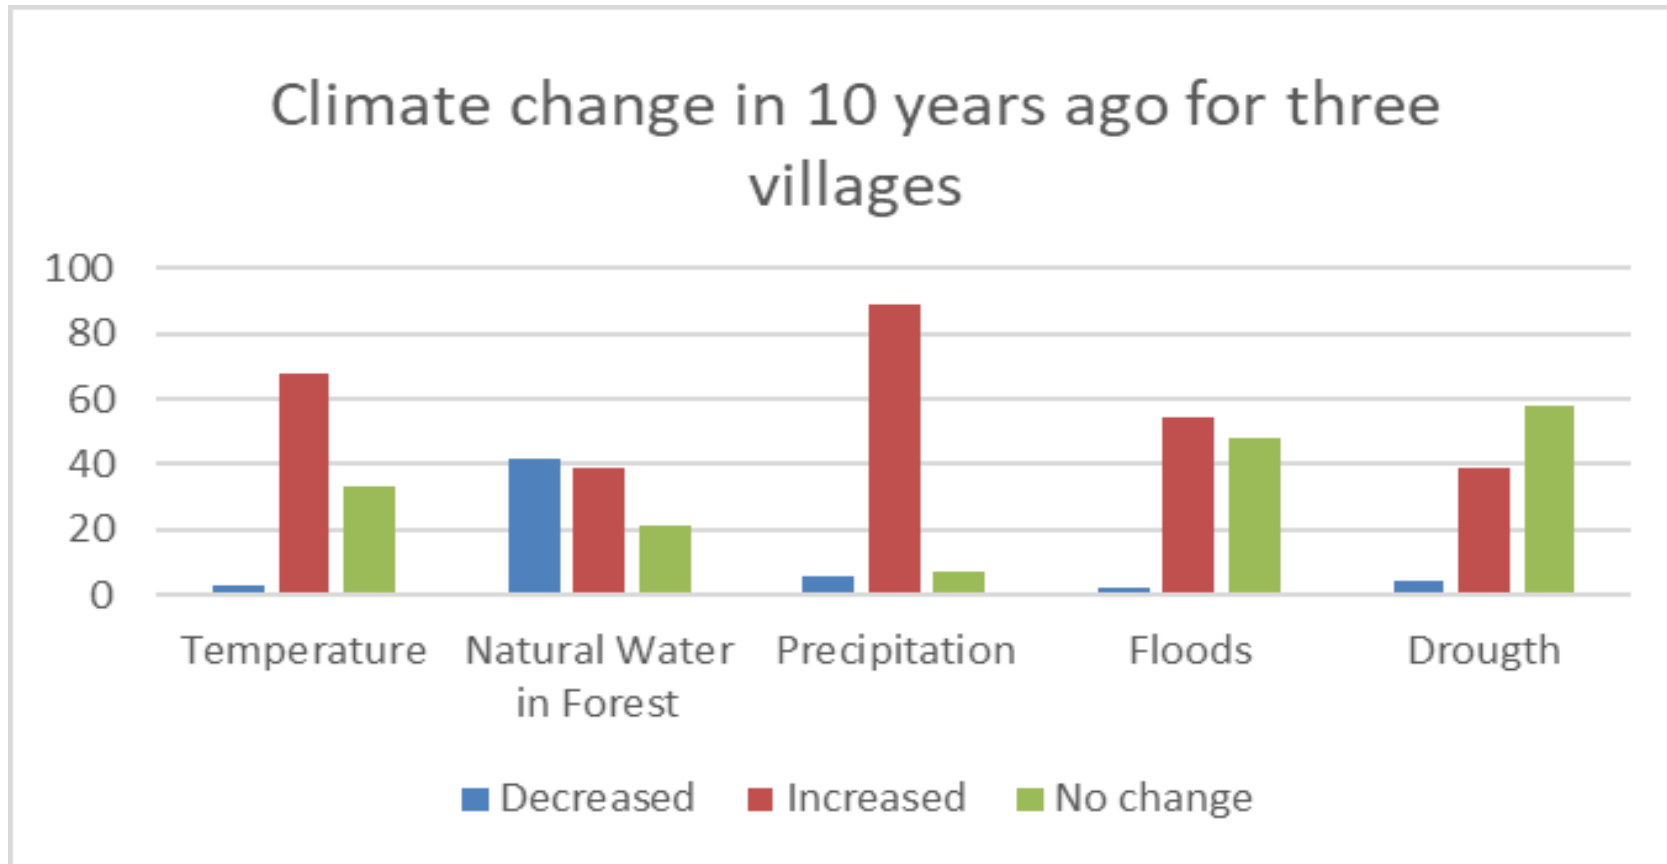 Climate change in 10 years ago for three
villages
100
80
60
40
20
0
Temperature
Natural Water
in Forest
Precipitation
Floods
Drougth
Decreased
Increased
No change